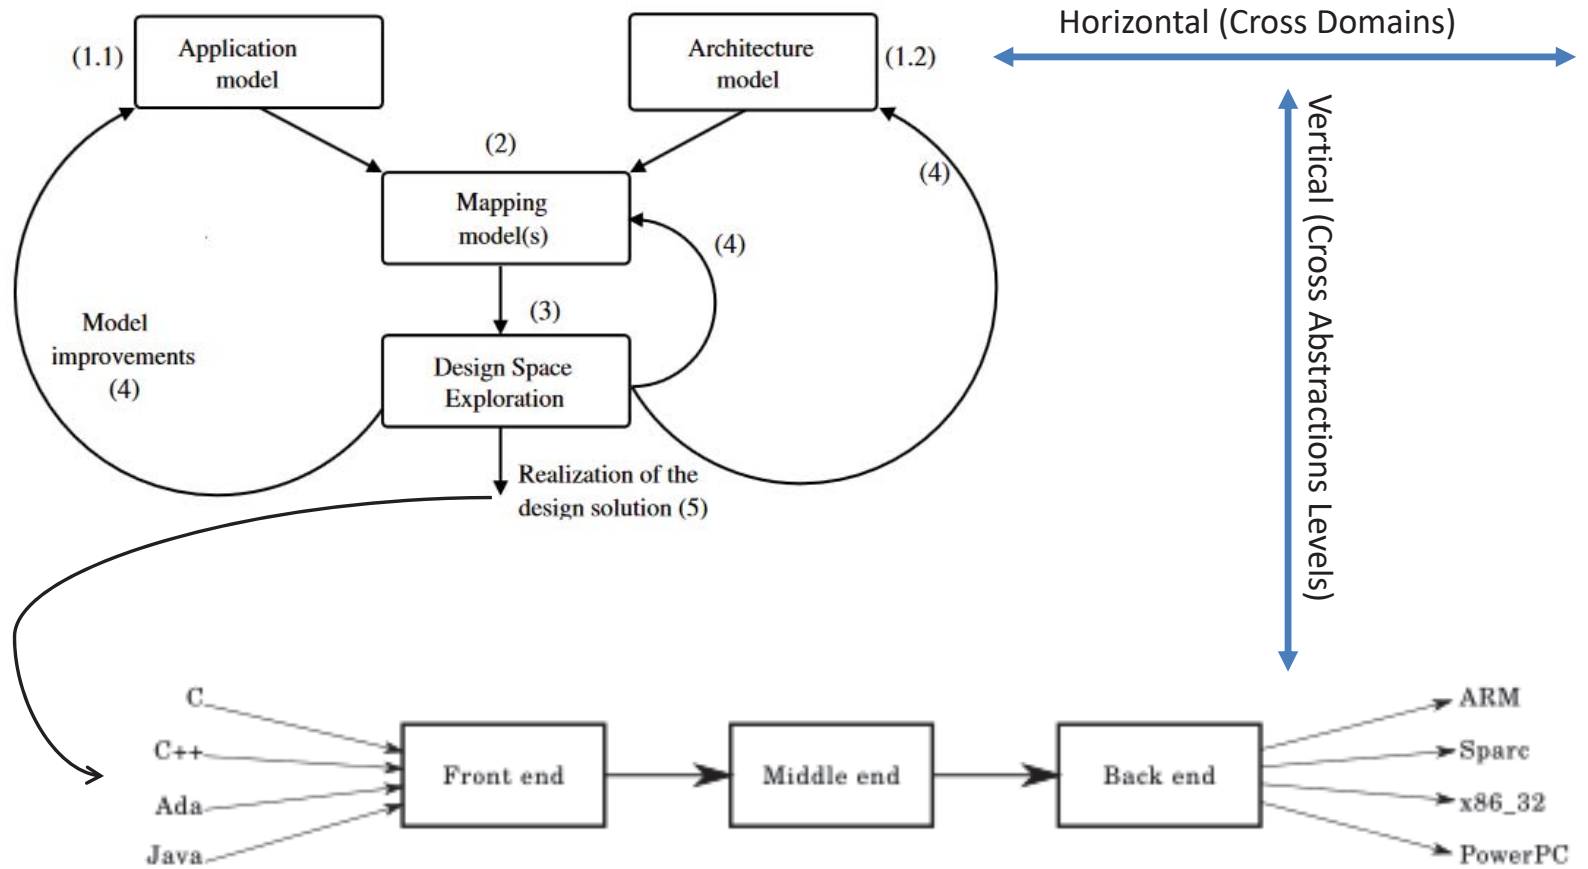 Horizontal (Cross Domains)
(1.1)
Application
model
Architecture
model
(1.2)
Vertical (Cross Abstractions Levels)
(2)
(4)
Mapping
model(s)
(4)
(3)
Model
improvements
(4)
Design Space
Exploration
Realization of the
design solution (5)
C
C++
Ada
Java
Front end
Middle end
Back end
ARM
Sparc
x86_32
PowerPC